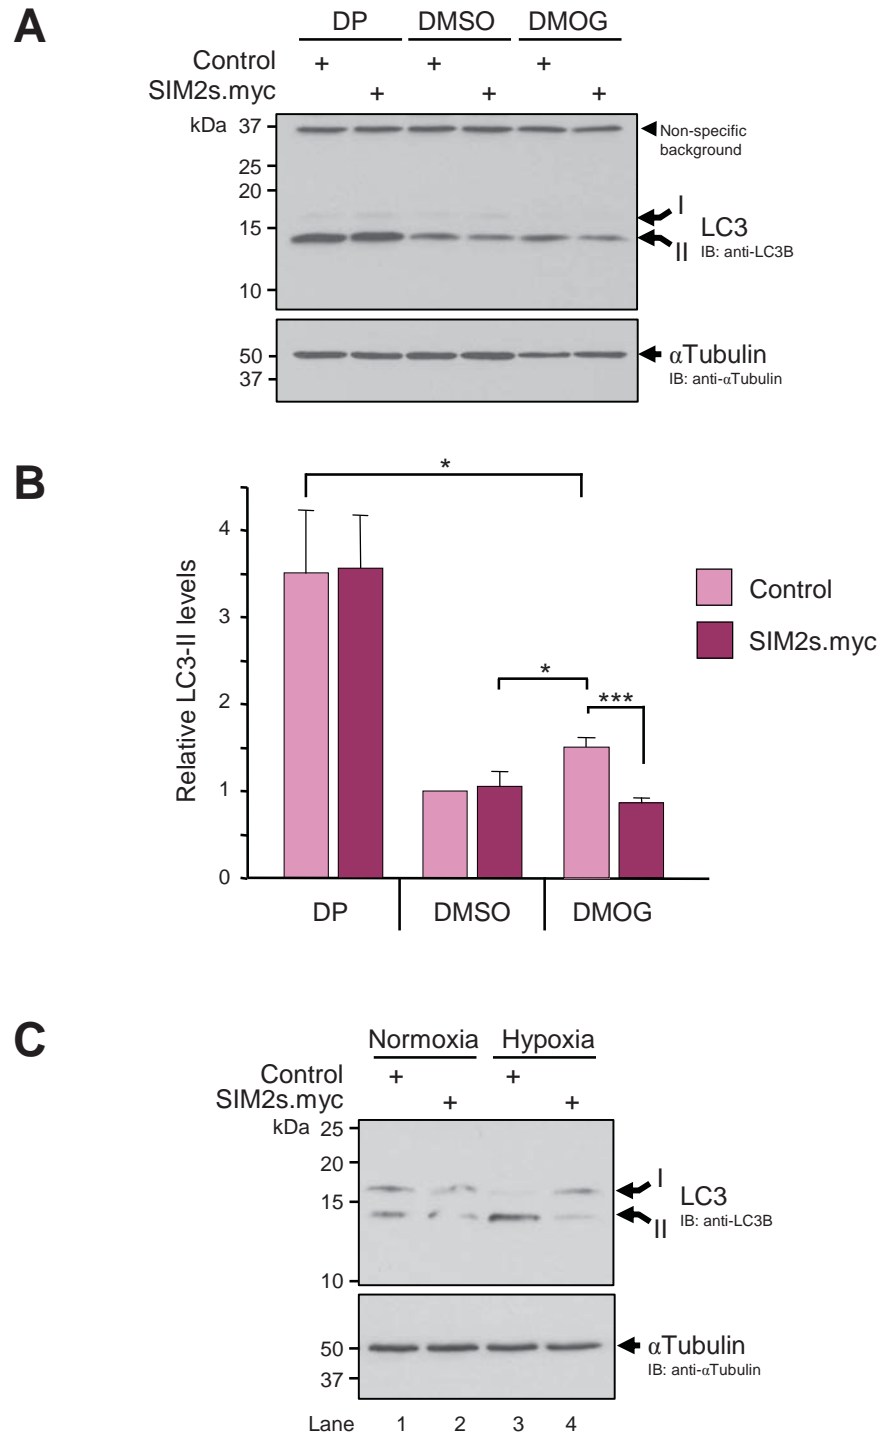 A
DP DMSO DMOG
Control + + +
SIM2s.myc + + +
kDa 37
Non-specific
background
25
20
I
15
LC3
II IB: anti-LC3B
10
50
αTubulin
37
IB: anti-αTubulin
B
*
4
Control
3
SIM2s.myc
*
2
***
Relative LC3-II levels
1
0
DP DMSO DMOG
C
Normoxia Hypoxia
Control + +
SIM2s.myc + +
kDa 25
20
I
LC3
15
II IB: anti-LC3B
10
50
αTubulin
IB: anti-αTubulin
37
Lane 1 2 3 4